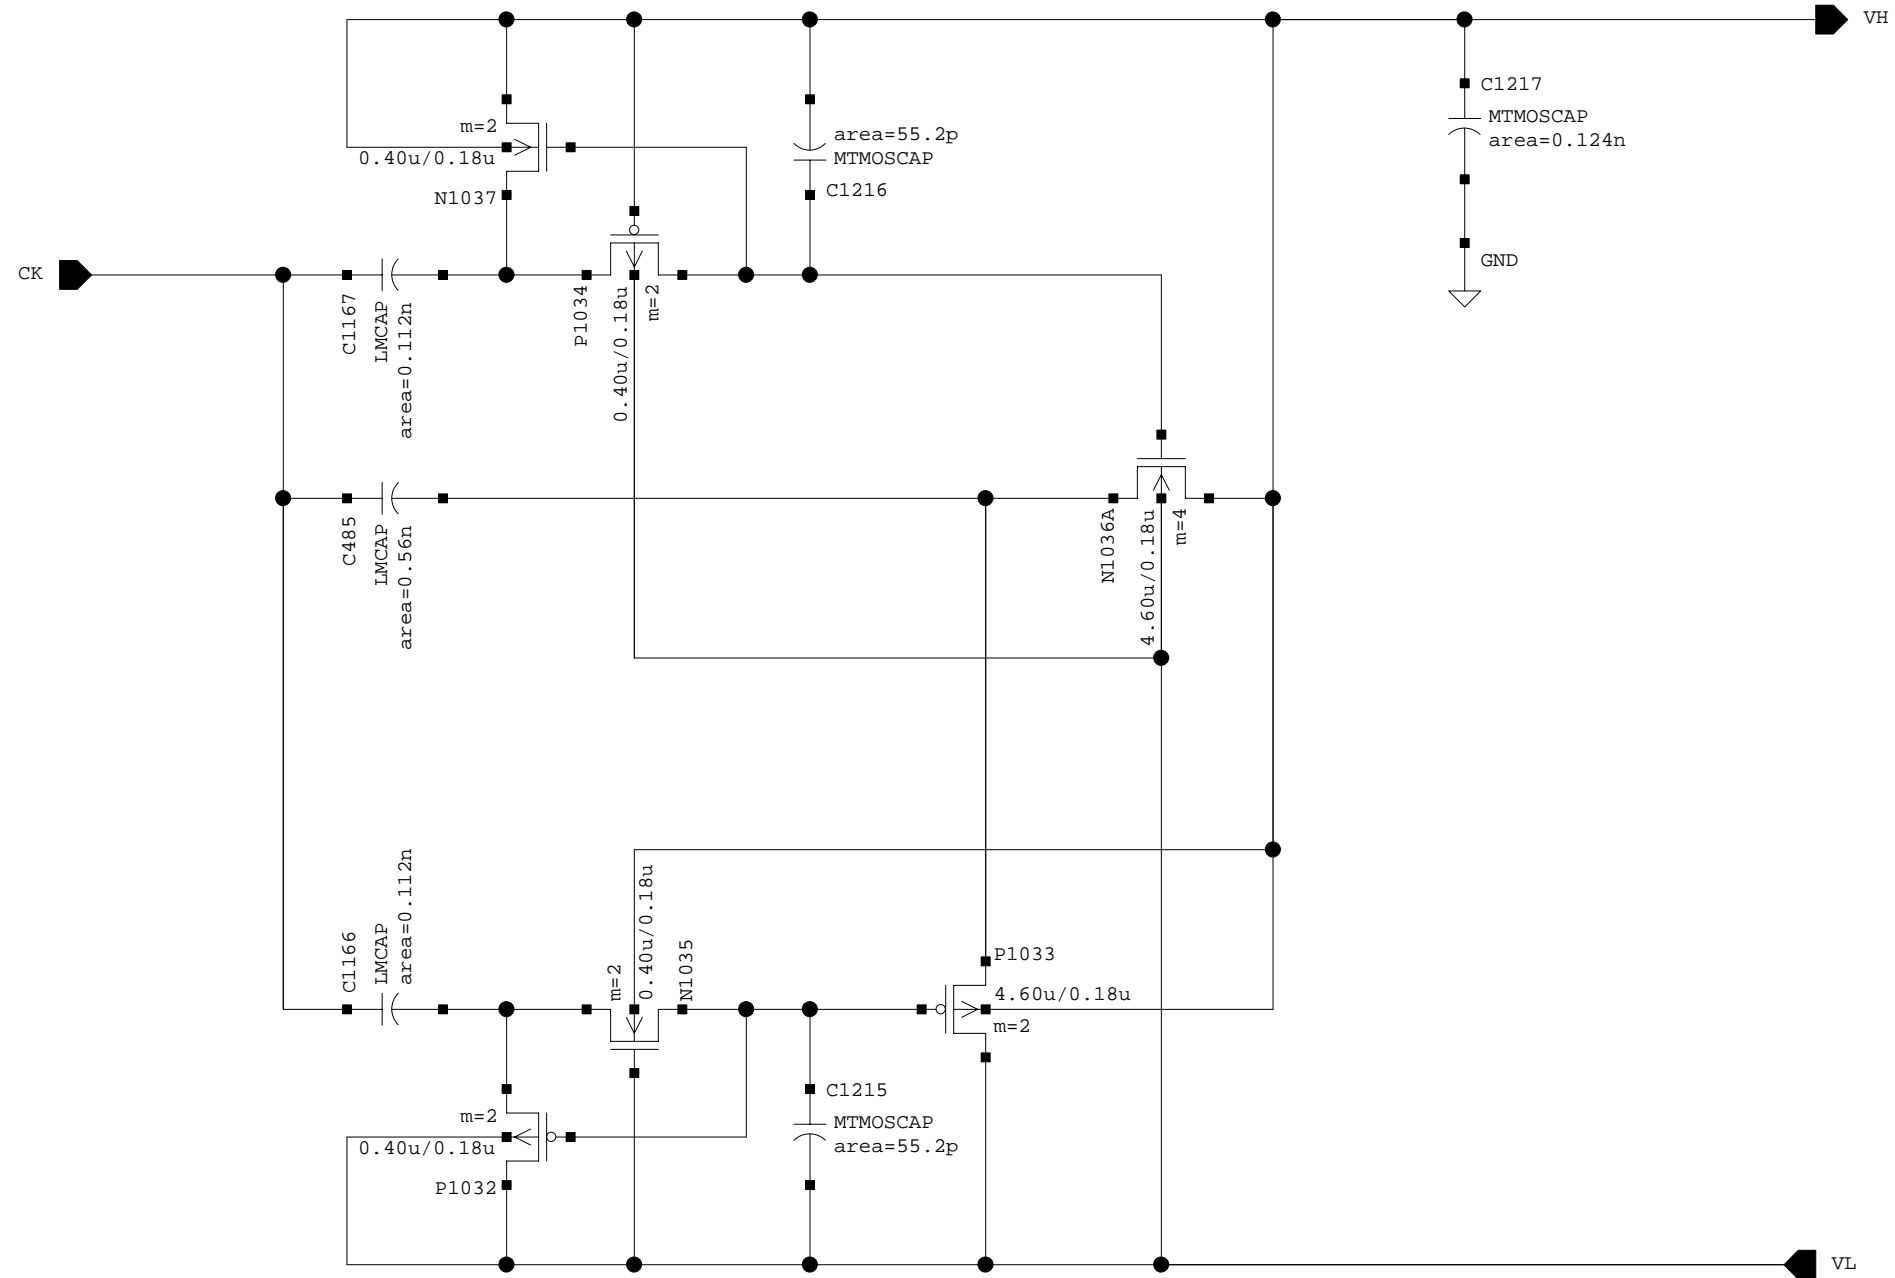 VH
C1217
MTMOSCAP
area=0.124n
m=2
0.40u/0.18u
N1037
area=55.2p
MTMOSCAP
C1216
CK
C1167
LMCAP
area=0.112n
P1034
0.40u/0.18u
m=2
GND
C485
LMCAP
area=0.56n
N1036A
4.60u/0.18u
m=4
C1166
LMCAP
area=0.112n
m=2
0.40u/0.18u
N1035
P1033
4.60u/0.18u
m=2
m=2
0.40u/0.18u
P1032
C1215
MTMOSCAP
area=55.2p
VL